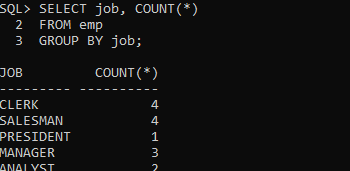 SQL> SELECT job, COUNT(*)
  2  FROM emp
  3  GROUP BY job;
JOB         COUNT(*)
--------- ----------
CLERK              4
SALESMAN           4
PRESIDENT          1
MANAGER            3
ANALYST            2